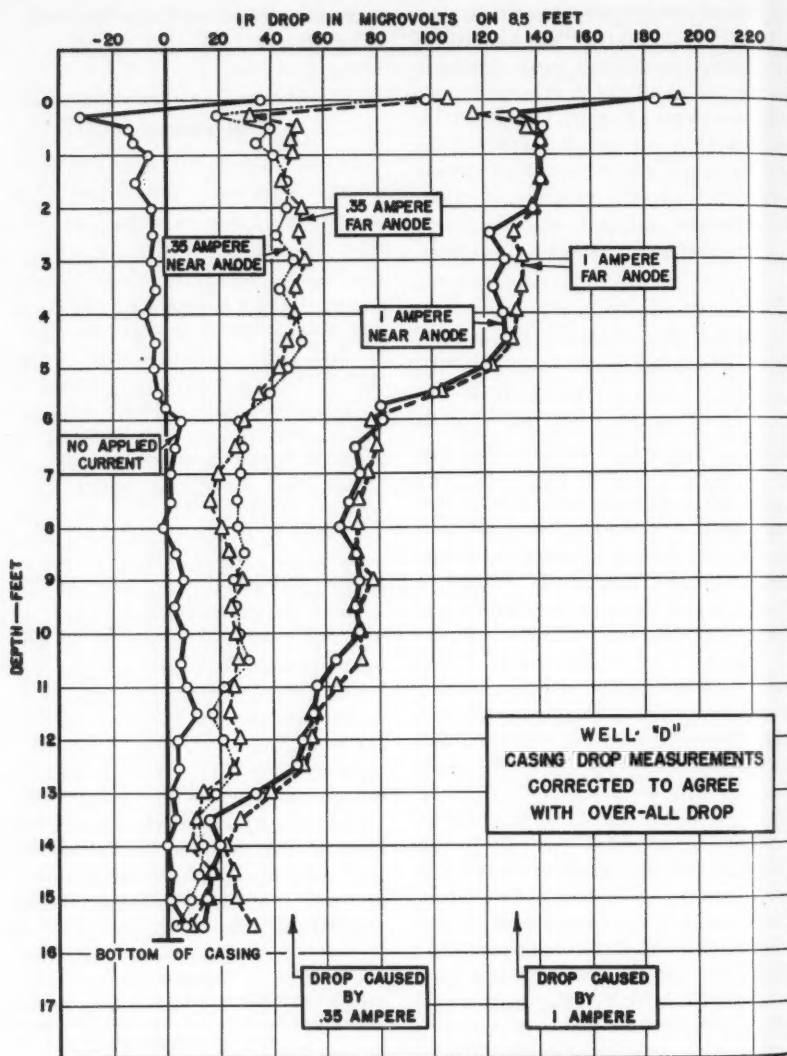 IR DROP IN MICROVOLTS ON 8.5 FEET
-20 0 20 40 60 80 100 120 140 160 180 200 220
DEPTH—FEET
0
1
2
3
4
5
6
7
8
9
10
11
12
13
14
15
16
17
.35 AMPERE
FAR ANODE
.35 AMPERE
NEAR ANODE
1 AMPERE
FAR ANODE
1 AMPERE
NEAR ANODE
NO APPLIED
CURRENT
WELL "D"
CASING DROP MEASUREMENTS
CORRECTED TO AGREE
WITH OVER-ALL DROP
BOTTOM OF CASING
DROP CAUSED
BY
.35 AMPERE
DROP CAUSED
BY
1 AMPERE